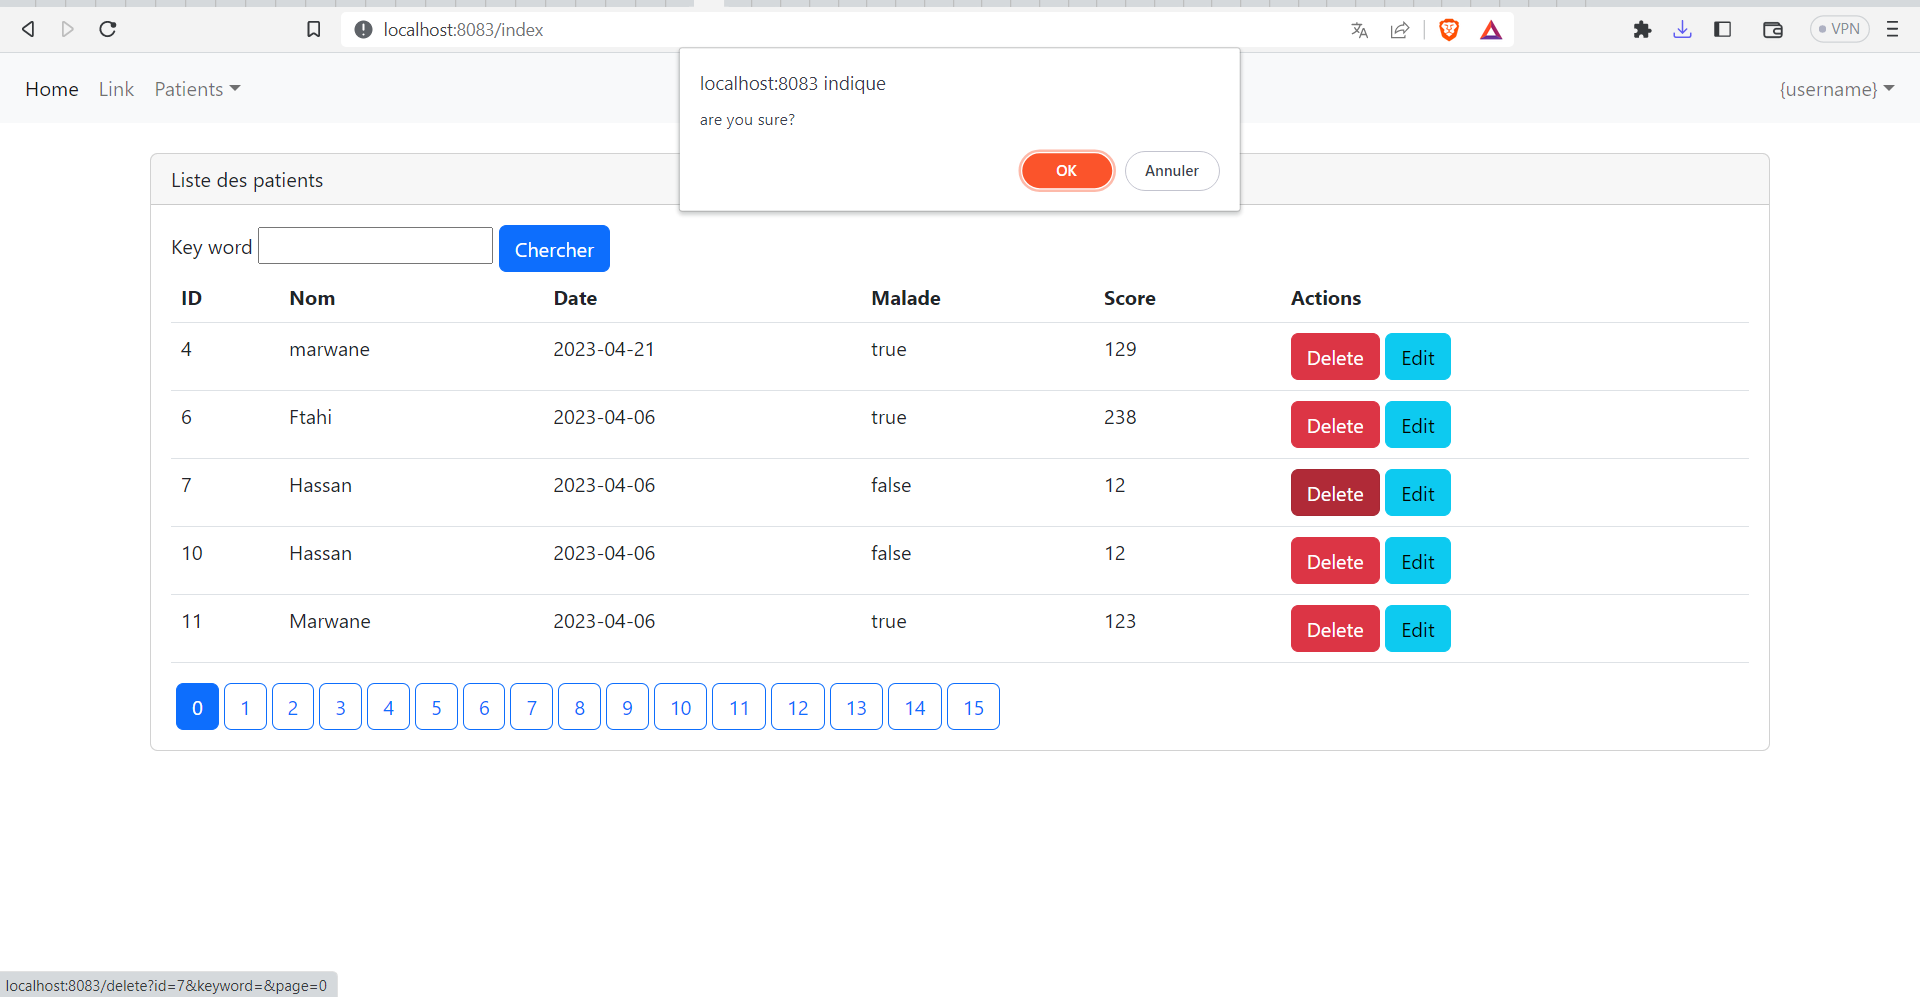 localhost:8083/index
VPN
Home Link Patients
{username}
localhost:8083 indique
are you sure?
OK Annuler
Liste des patients
Key word Chercher
ID Nom Date Malade Score Actions
4 marwane 2023-04-21 true 129 Delete Edit
6 Ftahi 2023-04-06 true 238 Delete Edit
7 Hassan 2023-04-06 false 12 Delete Edit
10 Hassan 2023-04-06 false 12 Delete Edit
11 Marwane 2023-04-06 true 123 Delete Edit
0 1 2 3 4 5 6 7 8 9 10 11 12 13 14 15
localhost:8083/delete?id=7&keyword=&page=0